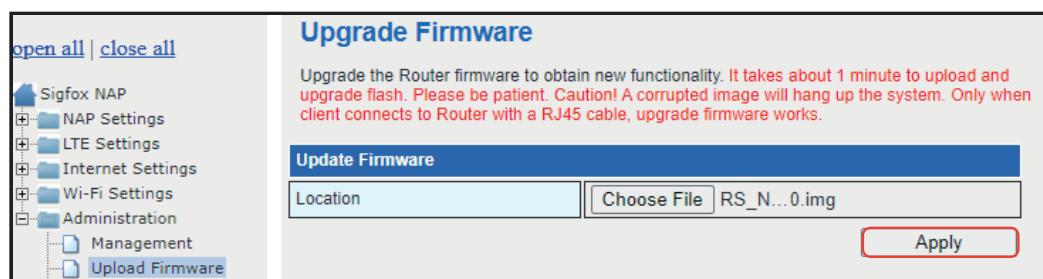 open all | close all
Sigfox NAP
NAP Settings
LTE Settings
Internet Settings
Wi-Fi Settings
Administration
Management
Upload Firmware
Upgrade Firmware
Upgrade the Router firmware to obtain new functionality. It takes about 1 minute to upload and
upgrade flash. Please be patient. Caution! A corrupted image will hang up the system. Only when
client connects to Router with a RJ45 cable, upgrade firmware works.
Update Firmware
Location Choose File RS_N...0.img
Apply